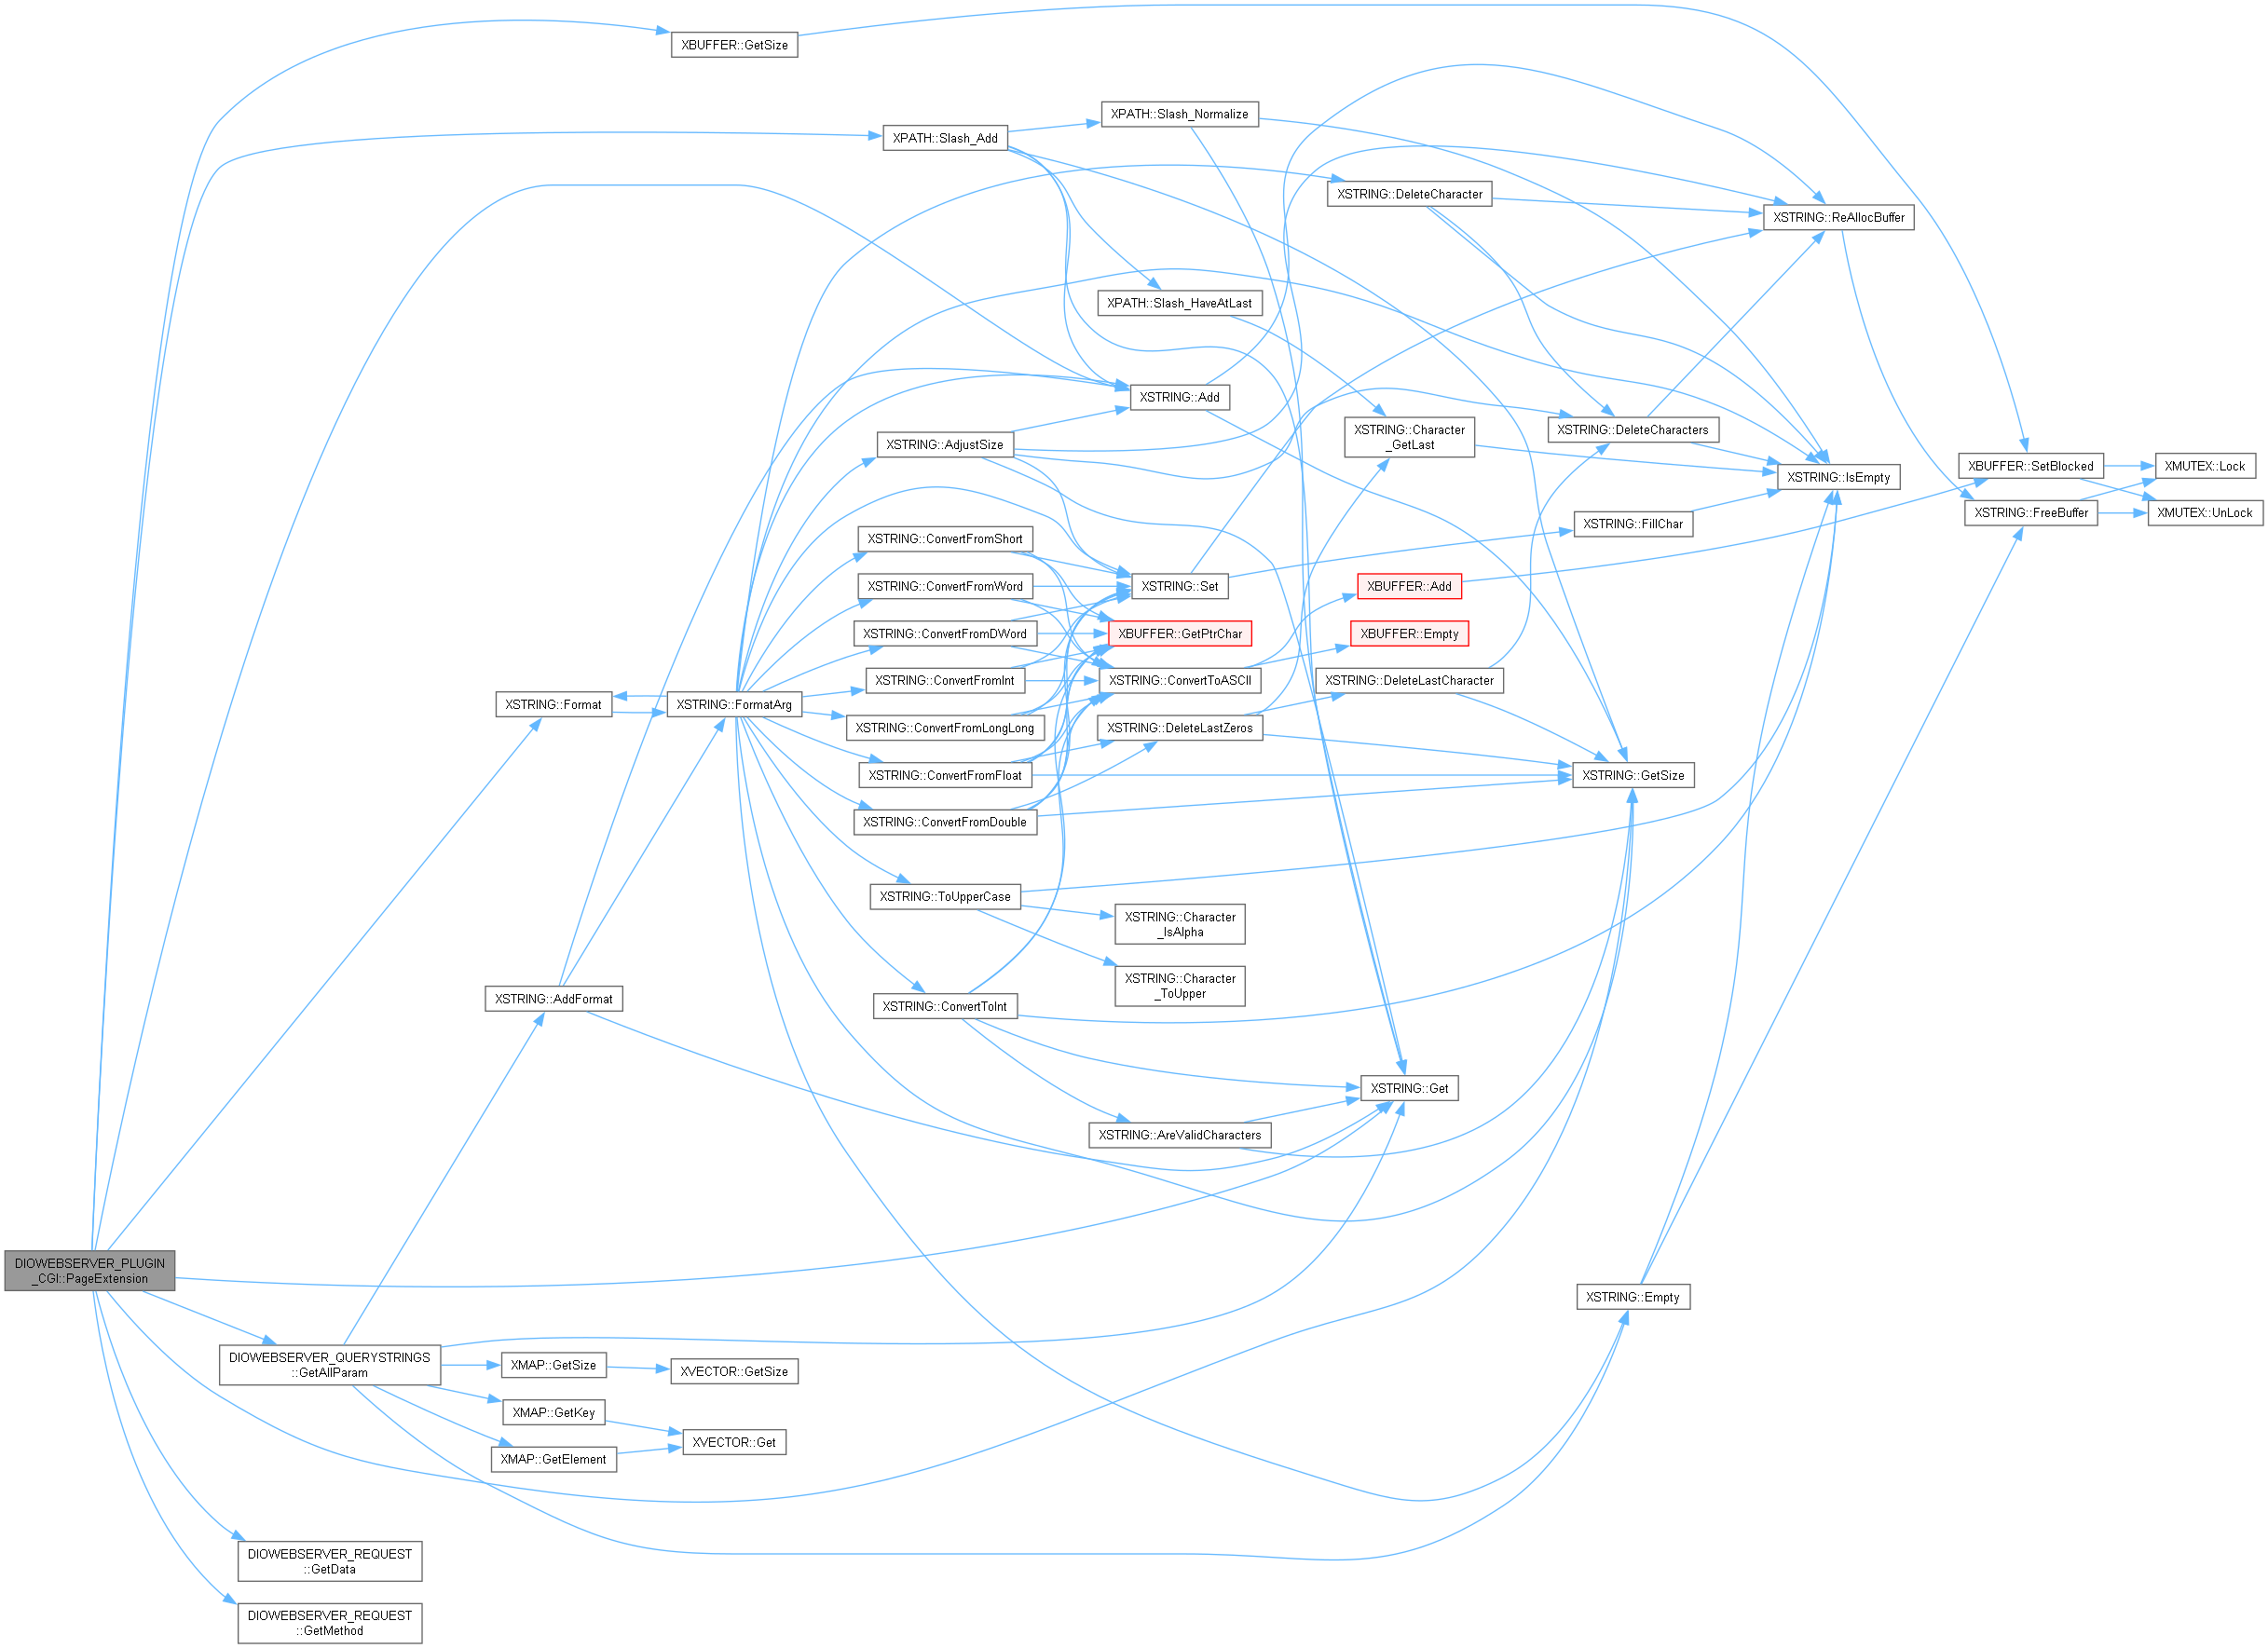 XBUFFER::GetSize
XPATH::Slash_Add
XPATH::Slash_Normalize
XSTRING::DeleteCharacter
XSTRING::ReAllocBuffer
XPATH::Slash_HaveAtLast
XSTRING::Add
XSTRING::AdjustSize
XSTRING::Character
_GetLast
XSTRING::DeleteCharacters
XSTRING::IsEmpty
XBUFFER::SetBlocked
XMUTEX::Lock
XSTRING::FreeBuffer
XMUTEX::UnLock
XSTRING::FillChar
XSTRING::ConvertFromShort
XSTRING::ConvertFromWord
XSTRING::Set
XBUFFER::Add
XSTRING::ConvertFromDWord
XBUFFER::GetPtrChar
XBUFFER::Empty
XSTRING::ConvertFromInt
XSTRING::ConvertToASCII
XSTRING::DeleteLastCharacter
XSTRING::Format
XSTRING::FormatArg
XSTRING::ConvertFromLongLong
XSTRING::DeleteLastZeros
XSTRING::ConvertFromFloat
XSTRING::GetSize
XSTRING::ConvertFromDouble
XSTRING::ToUpperCase
XSTRING::Character
_IsAlpha
XSTRING::Character
_ToUpper
XSTRING::AddFormat
XSTRING::ConvertToInt
XSTRING::Get
XSTRING::AreValidCharacters
DIOWEBSERVER_PLUGIN
_CGI::PageExtension
XSTRING::Empty
DIOWEBSERVER_QUERYSTRINGS
::GetAllParam
XMAP::GetSize
XVECTOR::GetSize
XMAP::GetKey
XVECTOR::Get
XMAP::GetElement
DIOWEBSERVER_REQUEST
::GetData
DIOWEBSERVER_REQUEST
::GetMethod